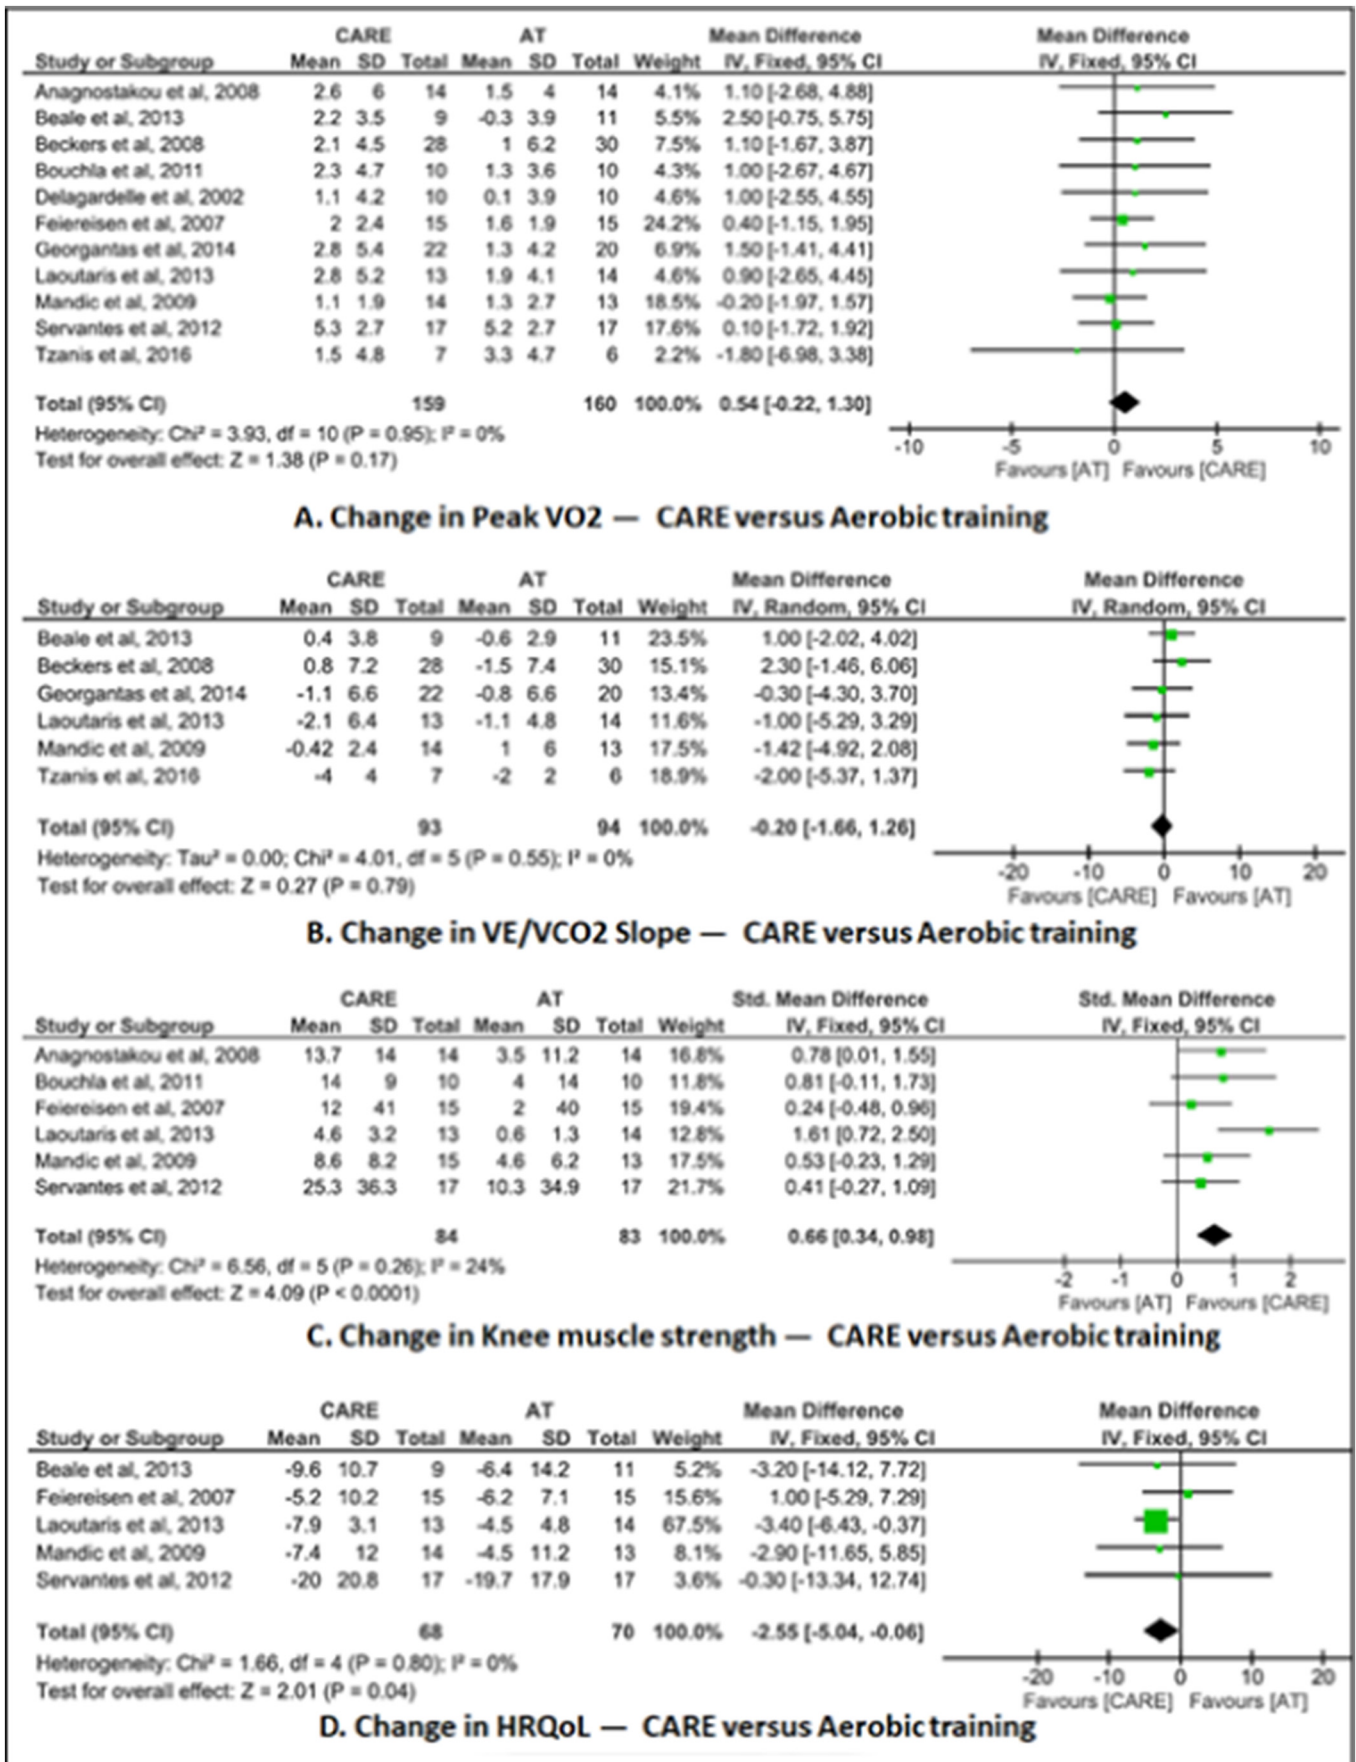 CARE AT Mean Difference Mean Difference
Study or Subgroup Mean SD Total Mean SD Total Weight IV, Fixed, 95% CI IV, Fixed, 95% CI
Anagnostakou et al, 2008 2.6 6 14 1.5 4 14 4.1% 1.10 [-2.68, 4.88]
Beale et al, 2013 2.2 3.5 9 -0.3 3.9 11 5.5% 2.50 [-0.75, 5.75]
Beckers et al, 2008 2.1 4.5 28 1 6.2 30 7.5% 1.10 [-1.67, 3.87]
Bouchla et al, 2011 2.3 4.7 10 1.3 3.6 10 4.3% 1.00 [-2.67, 4.67]
Delagardelle et al, 2002 1.1 4.2 10 0.1 3.9 10 4.6% 1.00 [-2.55, 4.55]
Feiereisen et al, 2007 2 2.4 15 1.6 1.9 15 24.2% 0.40 [-1.15, 1.95]
Georgantas et al, 2014 2.8 5.4 22 1.3 4.2 20 6.9% 1.50 [-1.41, 4.41]
Laoutaris et al, 2013 2.8 5.2 13 1.9 4.1 14 4.6% 0.90 [-2.65, 4.45]
Mandic et al, 2009 1.1 1.9 14 1.3 2.7 13 18.5% -0.20 [-1.97, 1.57]
Servantes et al, 2012 5.3 2.7 17 5.2 2.7 17 17.6% 0.10 [-1.72, 1.92]
Tzanis et al, 2016 1.5 4.8 7 3.3 4.7 6 2.2% -1.80 [-6.98, 3.38]
Total (95% CI) 159 160 100.0% 0.54 [-0.22, 1.30]
Heterogeneity: Chi² = 3.93, df = 10 (P = 0.95); I² = 0%
Test for overall effect: Z = 1.38 (P = 0.17)
-10 -5 0 5 10
Favours [AT] Favours [CARE]
A. Change in Peak VO2 — CARE versus Aerobic training
CARE AT Mean Difference Mean Difference
Study or Subgroup Mean SD Total Mean SD Total Weight IV, Random, 95% CI IV, Random, 95% CI
Beale et al, 2013 0.4 3.8 9 -0.6 2.9 11 23.5% 1.00 [-2.02, 4.02]
Beckers et al, 2008 0.8 7.2 28 -1.5 7.4 30 15.1% 2.30 [-1.46, 6.06]
Georgantas et al, 2014 -1.1 6.6 22 -0.8 6.6 20 13.4% -0.30 [-4.30, 3.70]
Laoutaris et al, 2013 -2.1 6.4 13 -1.1 4.8 14 11.6% -1.00 [-5.29, 3.29]
Mandic et al, 2009 -0.42 2.4 14 1 6 13 17.5% -1.42 [-4.92, 2.08]
Tzanis et al, 2016 -4 4 7 -2 2 6 18.9% -2.00 [-5.37, 1.37]
Total (95% CI) 93 94 100.0% -0.20 [-1.66, 1.26]
Heterogeneity: Tau² = 0.00; Chi² = 4.01, df = 5 (P = 0.55); I² = 0%
Test for overall effect: Z = 0.27 (P = 0.79)
-20 -10 0 10 20
Favours [CARE] Favours [AT]
B. Change in VE/VCO2 Slope — CARE versus Aerobic training
CARE AT Std. Mean Difference Std. Mean Difference
Study or Subgroup Mean SD Total Mean SD Total Weight IV, Fixed, 95% CI IV, Fixed, 95% CI
Anagnostakou et al, 2008 13.7 14 14 3.5 11.2 14 16.8% 0.78 [0.01, 1.55]
Bouchla et al, 2011 14 9 10 4 14 10 11.8% 0.81 [-0.11, 1.73]
Feiereisen et al, 2007 12 41 15 2 40 15 19.4% 0.24 [-0.48, 0.96]
Laoutaris et al, 2013 4.6 3.2 13 0.6 1.3 14 12.8% 1.61 [0.72, 2.50]
Mandic et al, 2009 8.6 8.2 15 4.6 6.2 13 17.5% 0.53 [-0.23, 1.29]
Servantes et al, 2012 25.3 36.3 17 10.3 34.9 17 21.7% 0.41 [-0.27, 1.09]
Total (95% CI) 84 83 100.0% 0.66 [0.34, 0.98]
Heterogeneity: Chi² = 6.56, df = 5 (P = 0.26); I² = 24%
Test for overall effect: Z = 4.09 (P < 0.0001)
-2 -1 0 1 2
Favours [AT] Favours [CARE]
C. Change in Knee muscle strength — CARE versus Aerobic training
CARE AT Mean Difference Mean Difference
Study or Subgroup Mean SD Total Mean SD Total Weight IV, Fixed, 95% CI IV, Fixed, 95% CI
Beale et al, 2013 -9.6 10.7 9 -6.4 14.2 11 5.2% -3.20 [-14.12, 7.72]
Feiereisen et al, 2007 -5.2 10.2 15 -6.2 7.1 15 15.6% 1.00 [-5.29, 7.29]
Laoutaris et al, 2013 -7.9 3.1 13 -4.5 4.8 14 67.5% -3.40 [-6.43, -0.37]
Mandic et al, 2009 -7.4 12 14 -4.5 11.2 13 8.1% -2.90 [-11.65, 5.85]
Servantes et al, 2012 -20 20.8 17 -19.7 17.9 17 3.6% -0.30 [-13.34, 12.74]
Total (95% CI) 68 70 100.0% -2.55 [-5.04, -0.06]
Heterogeneity: Chi² = 1.66, df = 4 (P = 0.80); I² = 0%
Test for overall effect: Z = 2.01 (P = 0.04)
-20 -10 0 10 20
Favours [CARE] Favours [AT]
D. Change in HRQoL — CARE versus Aerobic training